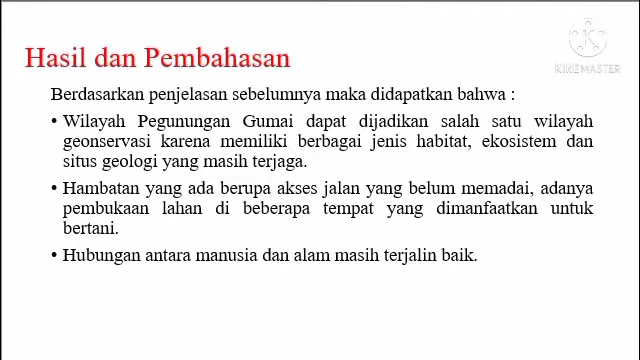 Hasil dan Pembahasan
KINEMASTER
Berdasarkan penjelasan sebelumnya maka didapatkan bahwa :
• Wilayah Pegunungan Gumai dapat dijadikan salah satu wilayah
geonservasi karena memiliki berbagai jenis habitat, ekosistem dan
situs geologi yang masih terjaga.
• Hambatan yang ada berupa akses jalan yang belum memadai, adanya
pembukaan lahan di beberapa tempat yang dimanfaatkan untuk
bertani.
• Hubungan antara manusia dan alam masih terjalin baik.